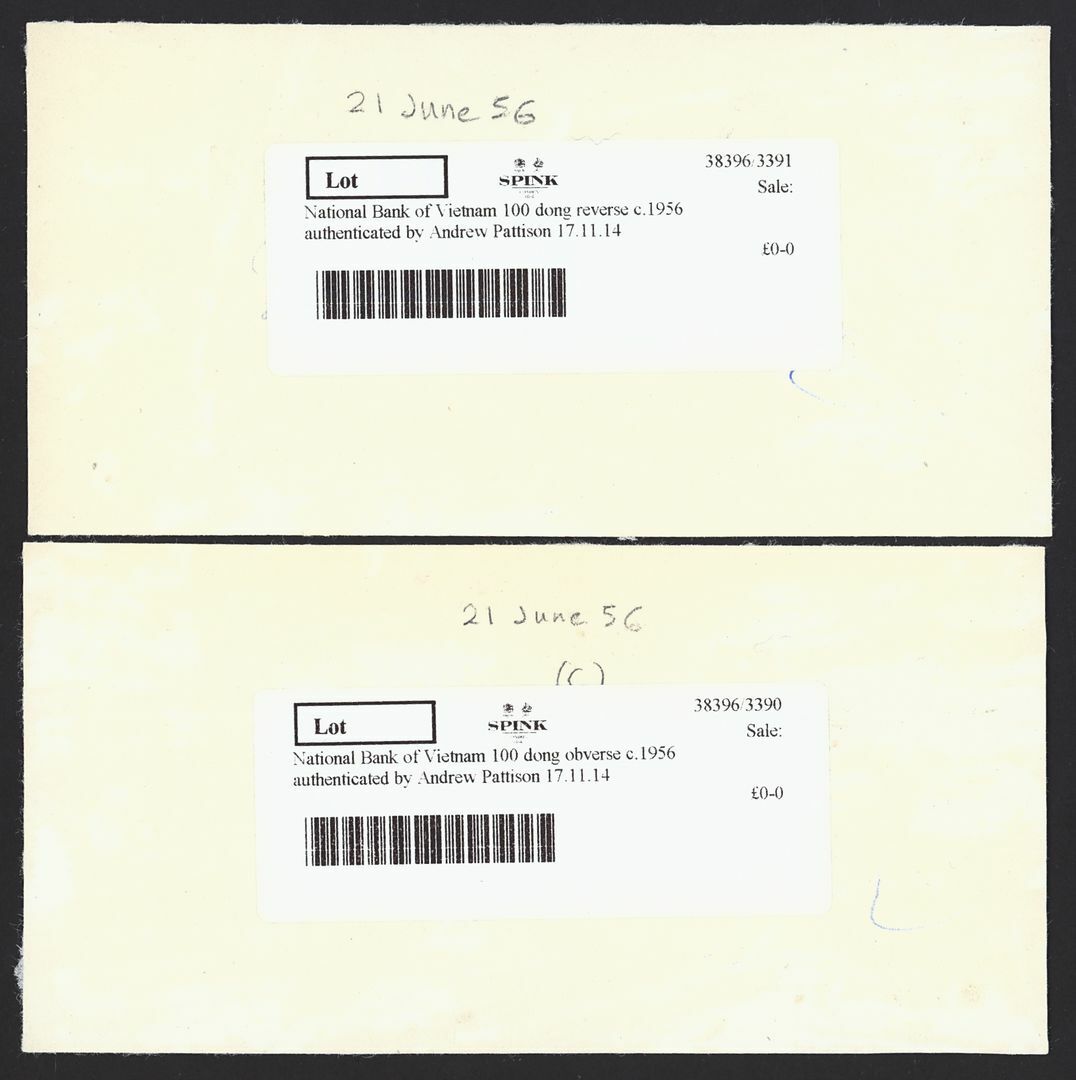 21 June 56
Lot
SPINK
38396/3391
Sale:
National Bank of Vietnam 100 dong reverse c.1956
authenticated by Andrew Pattison 17.11.14
£0-0
21 June 56
(C)
Lot
SPINK
38396/3390
Sale:
National Bank of Vietnam 100 dong obverse c.1956
authenticated by Andrew Pattison 17.11.14
£0-0